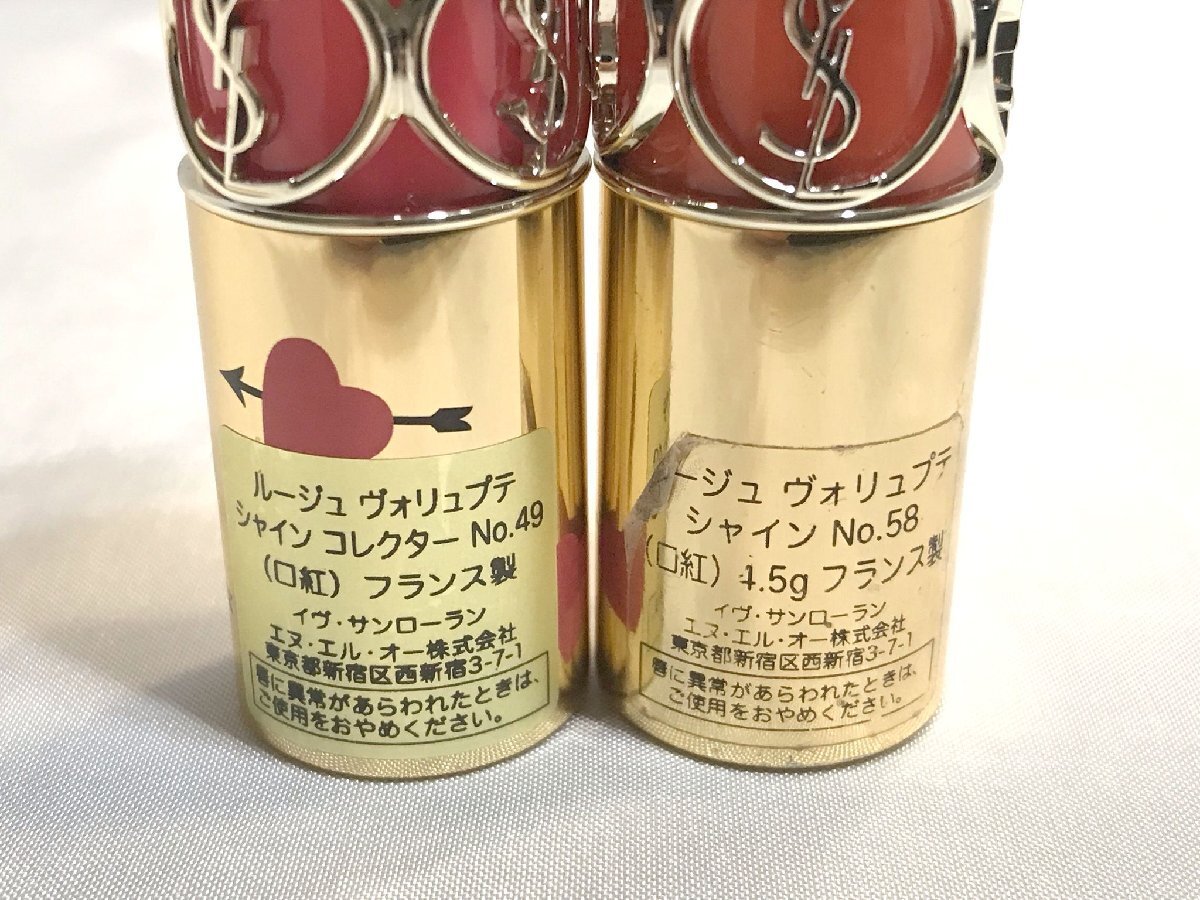 YSL
YSL
YSL
ルージュ ヴォリュプテ
シャイン コレクター No.49
(口紅) フランス製
イヴ・サンローラン
エヌ・エル・オー株式会社
東京都新宿区西新宿3-7-1
唇に異常があらわれたときは、
ご使用をおやめください。
ージュ ヴォリュプテ
シャイン No.58
(口紅) 4.5g フランス製
イヴ・サンローラン
エヌ・エル・オー株式会社
東京都新宿区西新宿3-7-1
唇に異常があらわれたときは、
ご使用をおやめください。